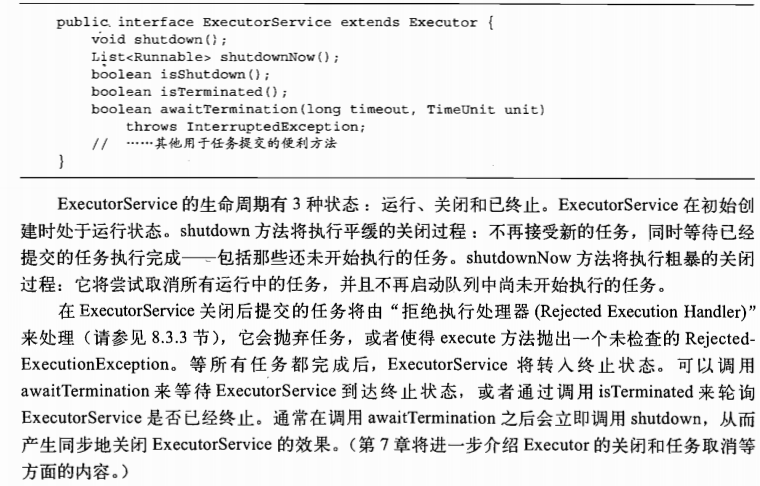 public interface ExecutorService extends Executor {
void shutdown();
List<Runnable> shutdownNow();
boolean isShutdown();
boolean isTerminated();
boolean awaitTermination(long timeout, TimeUnit unit)
throws InterruptedException;
// ……其他用于任务提交的便利方法
}
ExecutorService 的生命周期有 3 种状态：运行、关闭和已终止。ExecutorService 在初始创
建时处于运行状态。shutdown 方法将执行平缓的关闭过程：不再接受新的任务，同时等待已经
提交的任务执行完成——包括那些还未开始执行的任务。shutdownNow 方法将执行粗暴的关闭
过程：它将尝试取消所有运行中的任务，并且不再启动队列中尚未开始执行的任务。
在 ExecutorService 关闭后提交的任务将由“拒绝执行处理器 (Rejected Execution Handler)”
来处理（请参见 8.3.3 节），它会抛弃任务，或者使得 execute 方法抛出一个未检查的 Rejected-
ExecutionException。等所有任务都完成后，ExecutorService 将转入终止状态。可以调用
awaitTermination 来等待 ExecutorService 到达终止状态，或者通过调用 isTerminated 来轮询
ExecutorService 是否已经终止。通常在调用 awaitTermination 之后会立即调用 shutdown，从而
产生同步地关闭 ExecutorService 的效果。（第 7 章将进一步介绍 Executor 的关闭和任务取消等
方面的内容。）